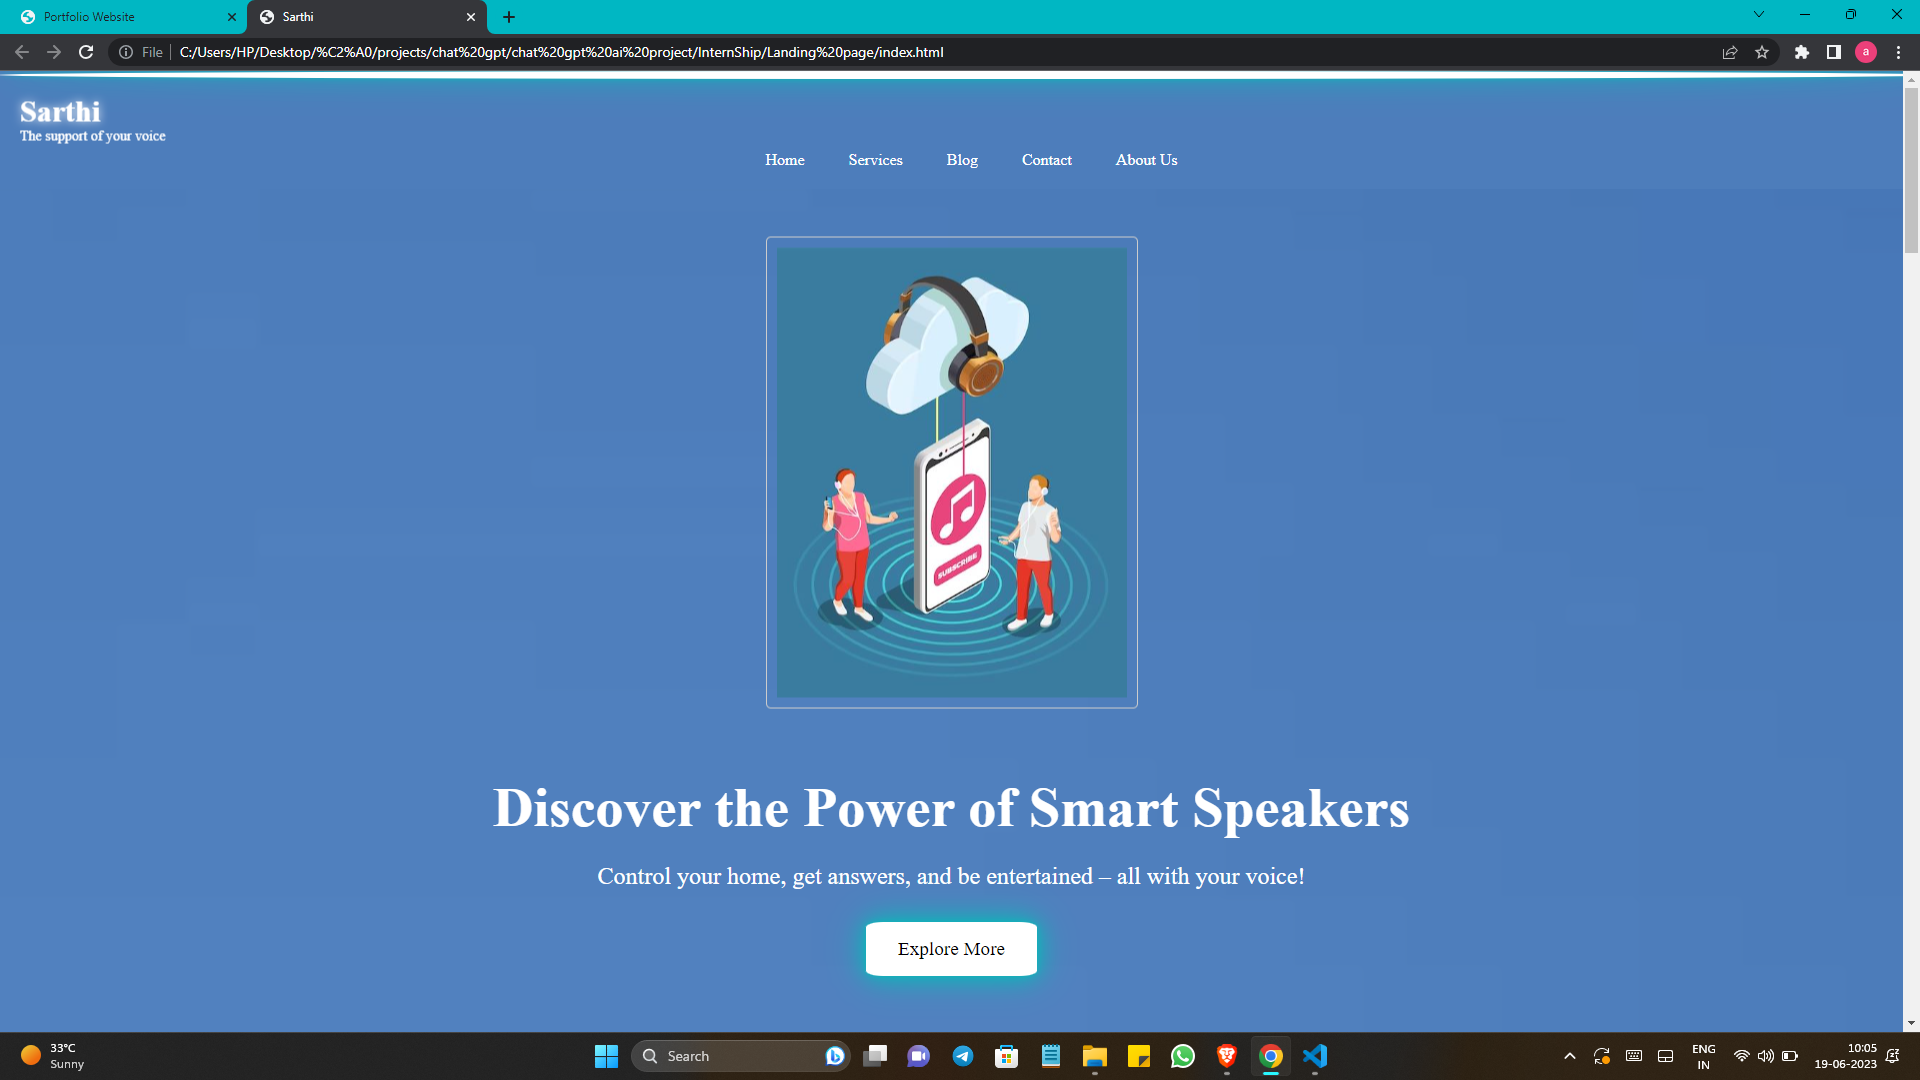 Portfolio Website
Sarthi
File
C:/Users/HP/Desktop/%C2%A0/projects/chat%20gpt/chat%20gpt%20ai%20project/InternShip/Landing%20page/index.html
a
Sarthi
The support of your voice
Home Services Blog Contact About Us
SUBSCRIBE
Discover the Power of Smart Speakers
Control your home, get answers, and be entertained – all with your voice!
Explore More
33°C
Sunny
Search
ENG
IN
10:05
19-06-2023